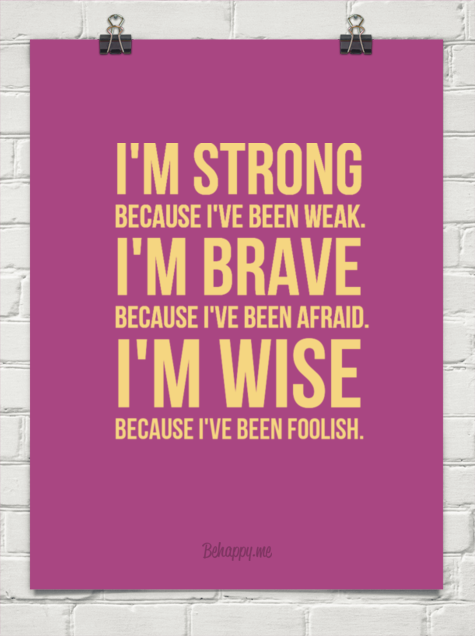 I'M STRONG
BECAUSE I'VE BEEN WEAK.
I'M BRAVE
BECAUSE I'VE BEEN AFRAID.
I'M WISE
BECAUSE I'VE BEEN FOOLISH.
Behappy.me